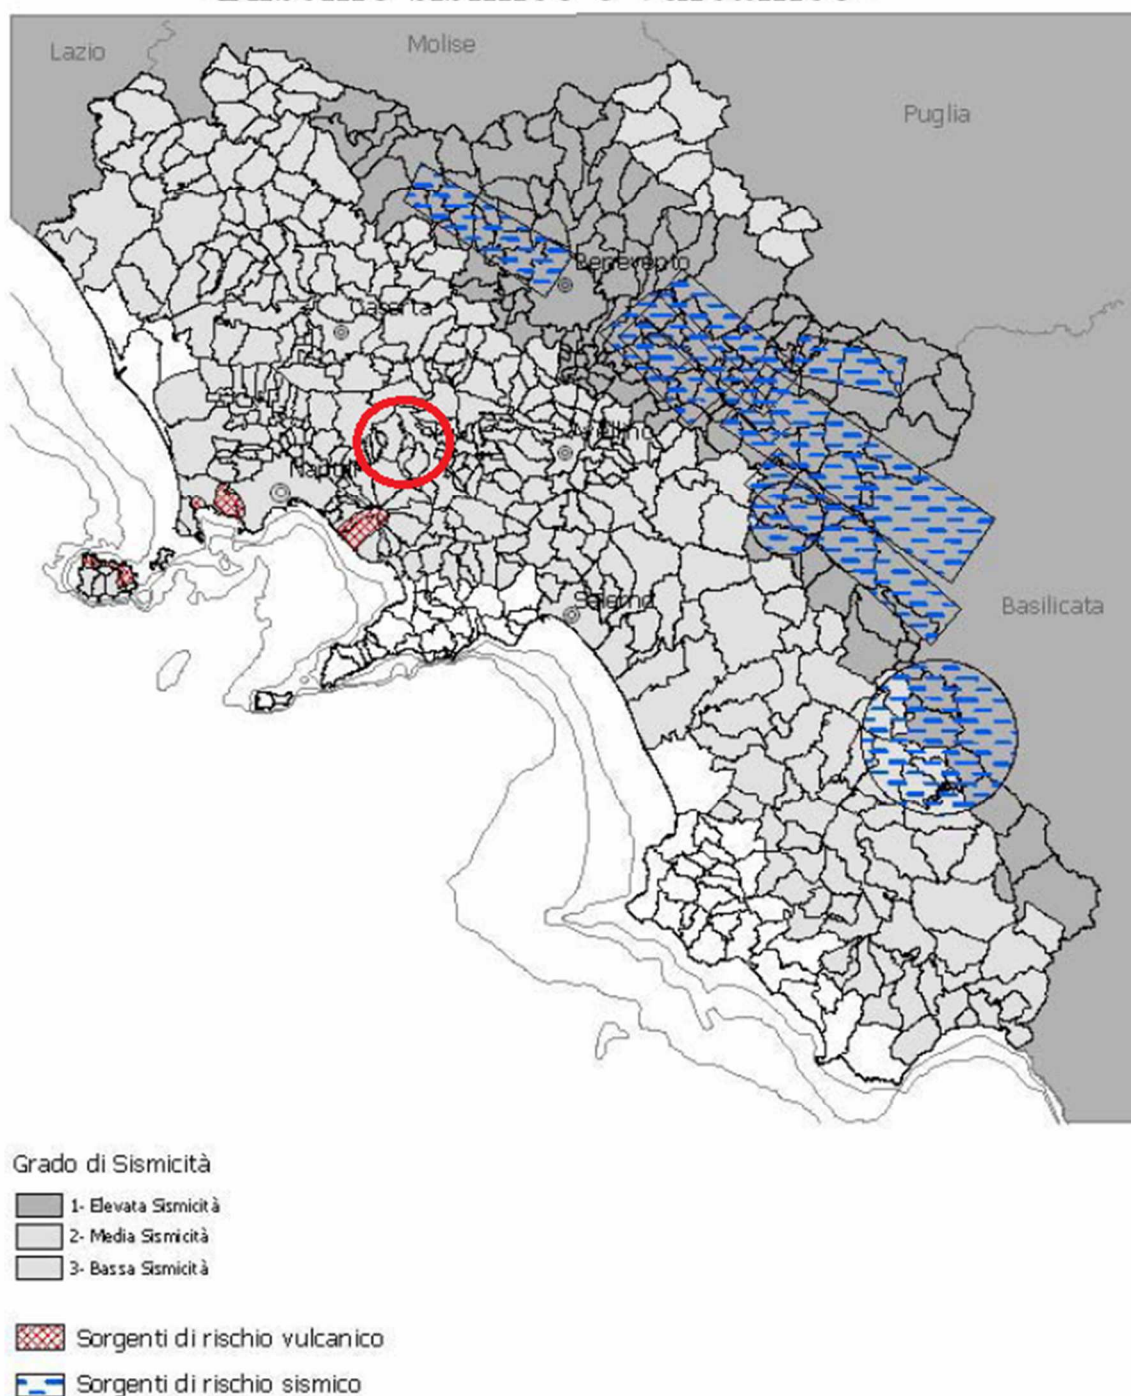 Lazio
Molise
Puglia
Benevento
Caserta
Avellino
Napoli
Salerno
Basilicata
Grado di Sismicità
1- Elevata Sismicità
2- Media Sismicità
3- Bassa Sismicità
Sorgenti di rischio vulcanico
Sorgenti di rischio sismico